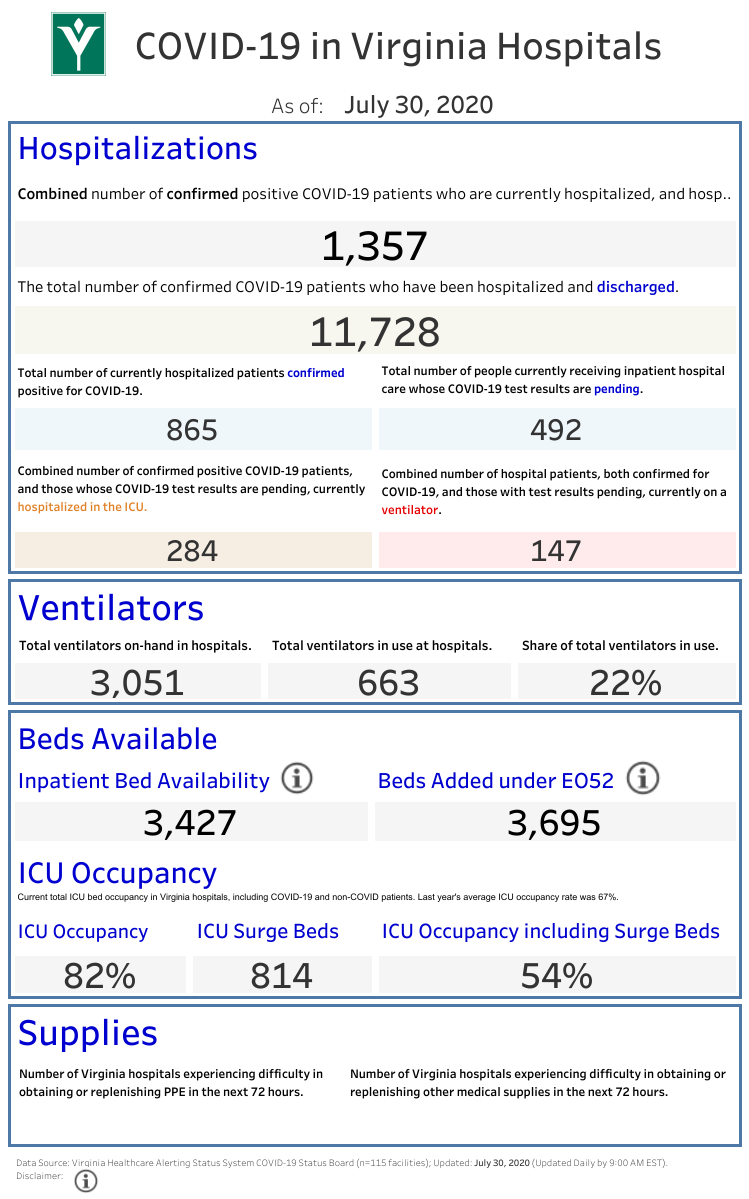 COVID-19 in Virginia Hospitals
As of: July 30, 2020
Hospitalizations
Combined number of confirmed positive COVID-19 patients who are currently hospitalized, and hosp..
1,357
The total number of confirmed COVID-19 patients who have been hospitalized and discharged.
11,728
Total number of currently hospitalized patients confirmed
positive for COVID-19.
865
Total number of people currently receiving inpatient hospital
care whose COVID-19 test results are pending.
492
Combined number of confirmed positive COVID-19 patients,
and those whose COVID-19 test results are pending, currently
hospitalized in the ICU.
284
Combined number of hospital patients, both confirmed for
COVID-19, and those with test results pending, currently on a
ventilator.
147
Ventilators
Total ventilators on-hand in hospitals.
3,051
Total ventilators in use at hospitals.
663
Share of total ventilators in use.
22%
Beds Available
Inpatient Bed Availability
3,427
Beds Added under EO52
3,695
ICU Occupancy
Current total ICU bed occupancy in Virginia hospitals, including COVID-19 and non-COVID patients. Last year's average ICU occupancy rate was 67%.
ICU Occupancy
82%
ICU Surge Beds
814
ICU Occupancy including Surge Beds
54%
Supplies
Number of Virginia hospitals experiencing difficulty in
obtaining or replenishing PPE in the next 72 hours.
Number of Virginia hospitals experiencing difficulty in obtaining or
replenishing other medical supplies in the next 72 hours.
Data Source: Virginia Healthcare Alerting Status System COVID-19 Status Board (n=115 facilities); Updated: July 30, 2020 (Updated Daily by 9:00 AM EST).
Disclaimer: